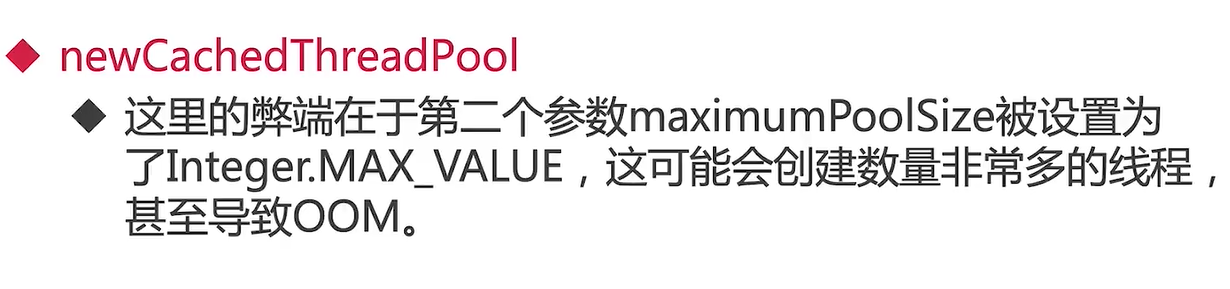 newCachedThreadPool
这里的弊端在于第二个参数maximumPoolSize被设置为
了Integer.MAX_VALUE，这可能会创建数量非常多的线程，
甚至导致OOM。